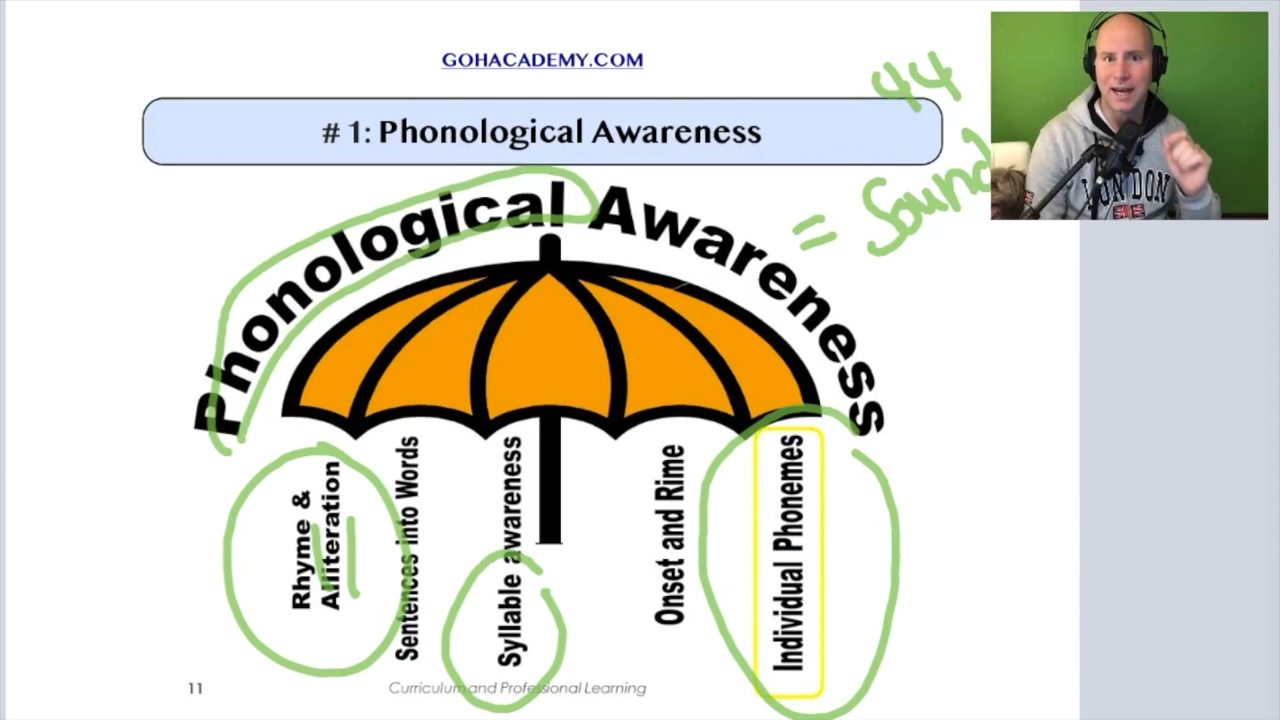 GOHACADEMY.COM
44
# 1: Phonological Awareness
= Sound
LONDON
Phonological Awareness
Rhyme &
Alliteration
Sentences into Words
Syllable awareness
Onset and Rime
Individual Phonemes
11
Curriculum and Professional Learning